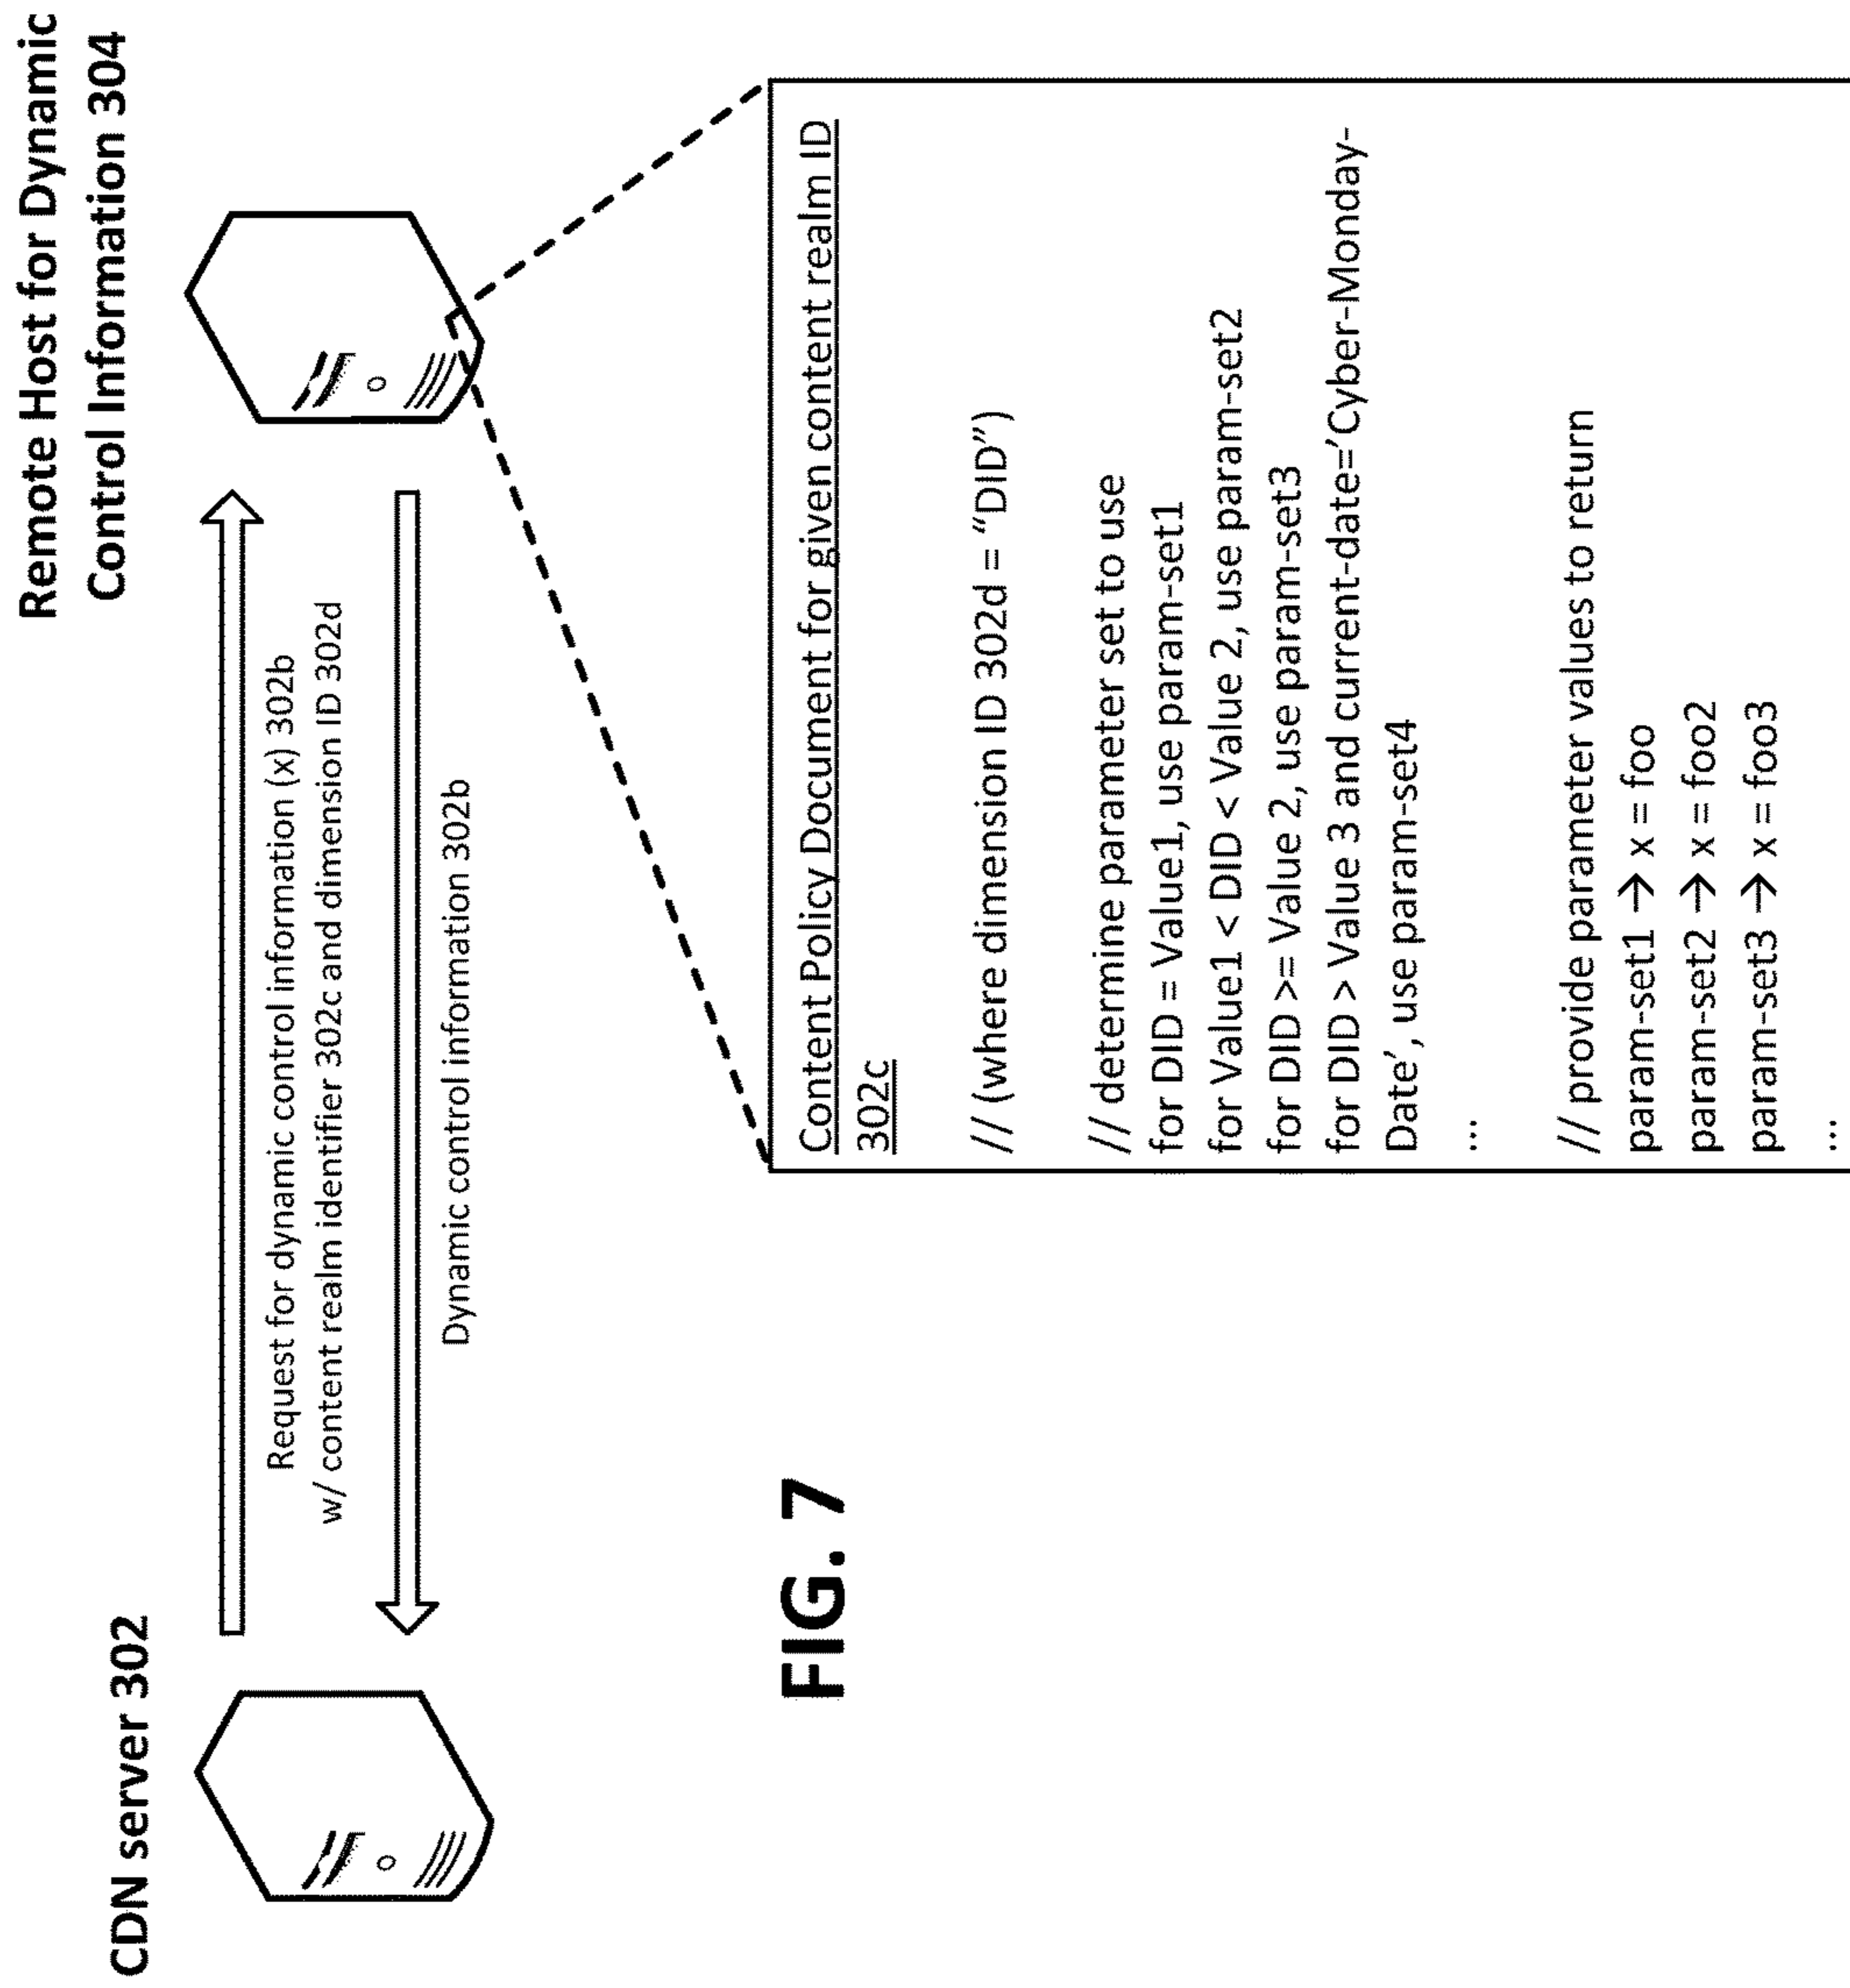 CDN server 302
Remote Host for Dynamic
Control Information 304
Request for dynamic control information (x) 302b
w/ content realm identifier 302c and dimension ID 302d
Dynamic control information 302b
FIG. 7
Content Policy Document for given content realm ID
302c
// (where dimension ID 302d = “DID”)
// determine parameter set to use
for DID = Value1, use param-set1
for Value1 < DID < Value 2, use param-set2
for DID >= Value 2, use param-set3
for DID > Value 3 and current-date=’Cyber-Monday-
Date’, use param-set4
...
// provide parameter values to return
param-set1 → x = foo
param-set2 → x = foo2
param-set3 → x = foo3
...